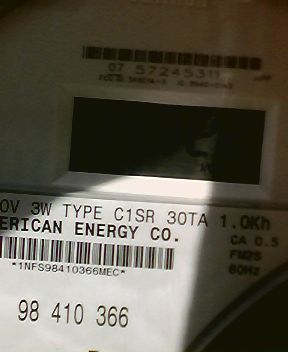 07 57245311
OV 3W TYPE C1SR 30TA 1.0Kh
ERICAN ENERGY CO.
CA 0.5
FM2S
60Hz
*1NFS98410366MEC*
98 410 366